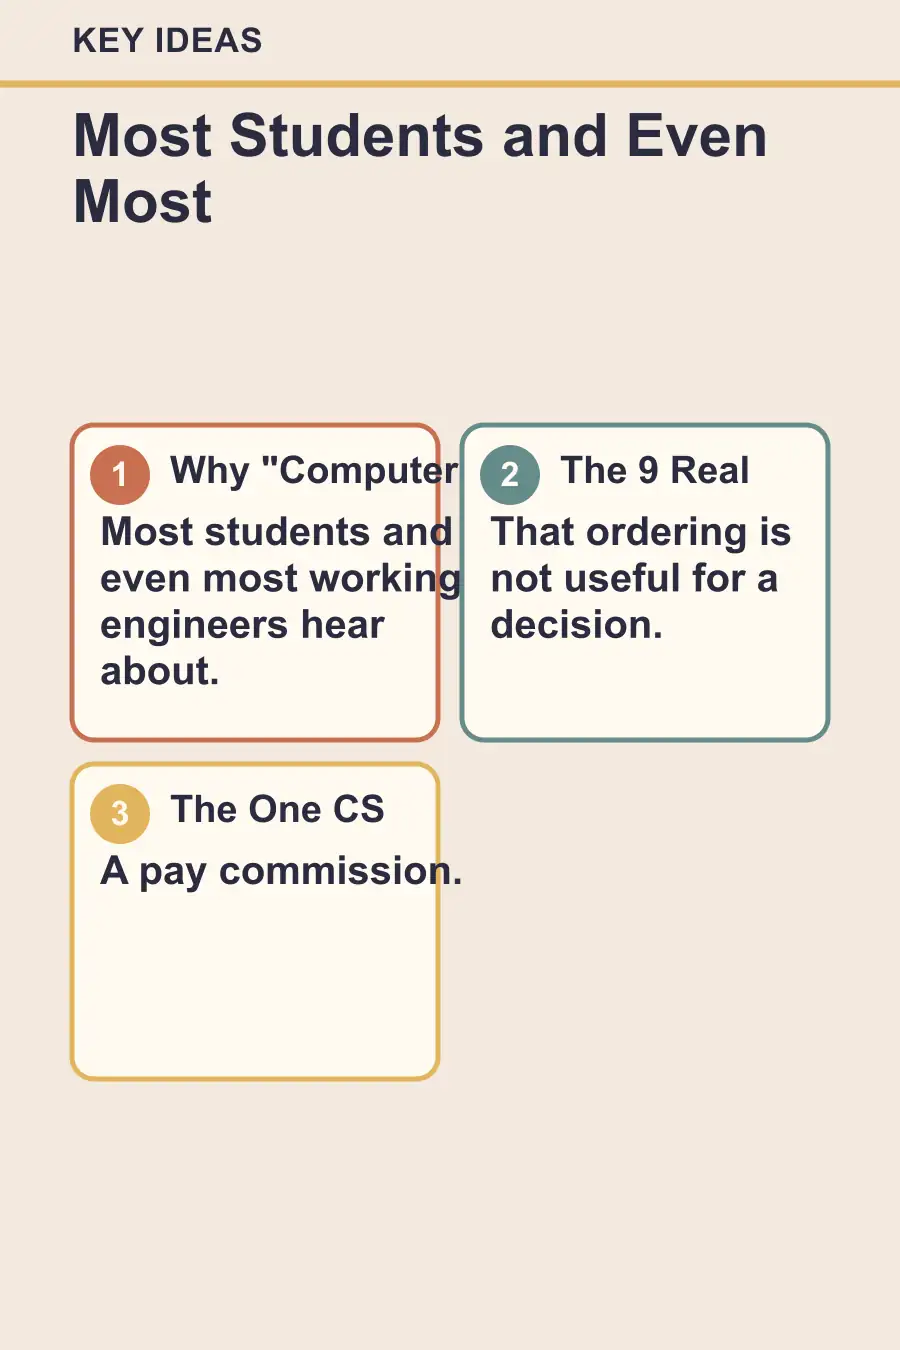 KEY IDEAS
Most Students and Even
Most
1
Why "Computer
Most students and
even most working
engineers hear
about.
2
The 9 Real
That ordering is
not useful for a
decision.
3
The One CS
A pay commission.